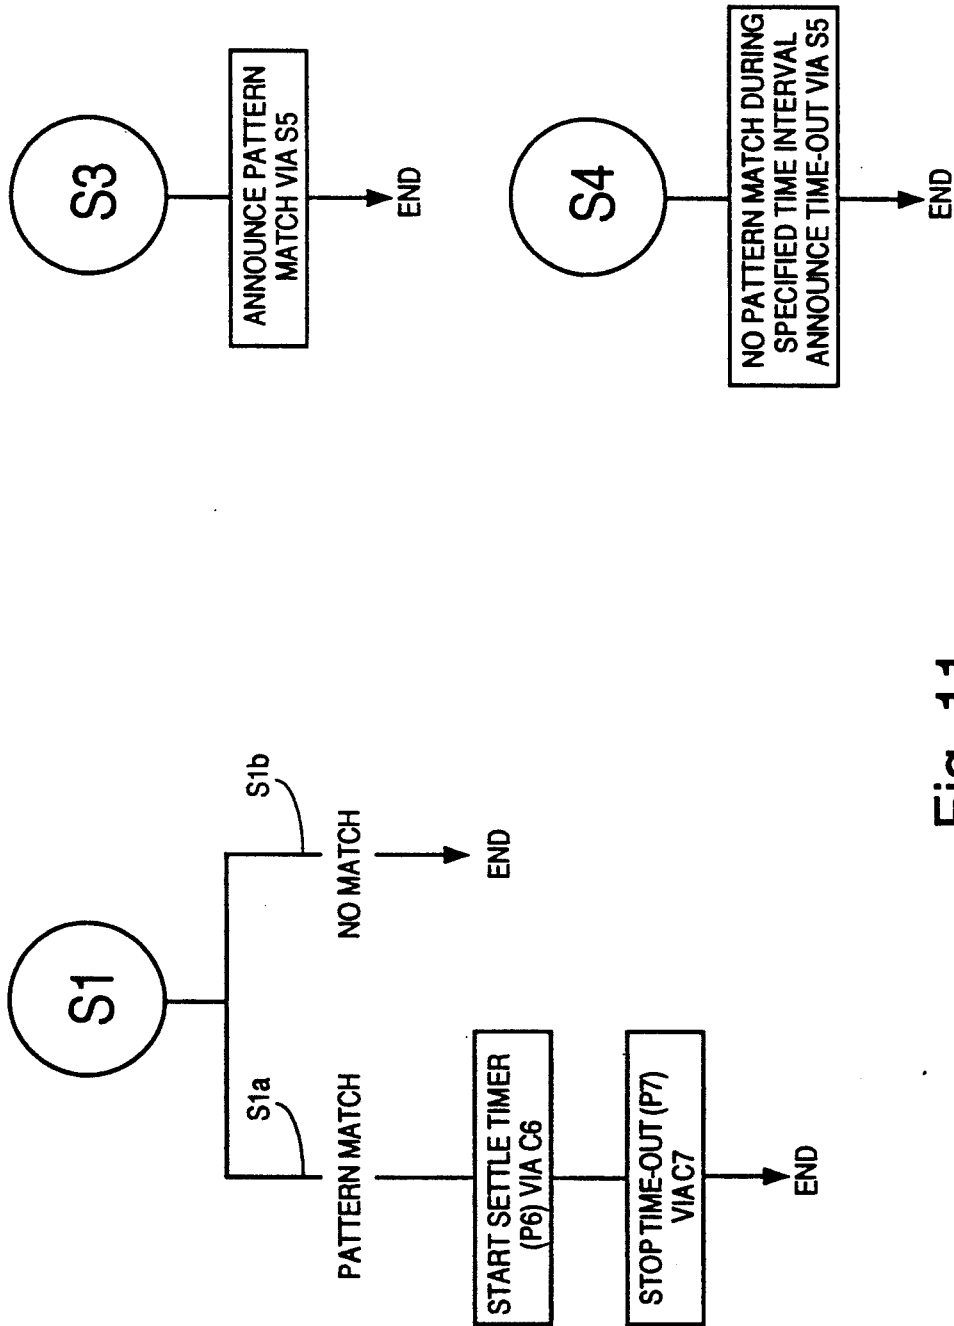 S1
S1a
S1b
PATTERN MATCH
NO MATCH
START SETTLE TIMER
(P6) VIA C6
STOP TIME-OUT (P7)
VIA C7
END
END
S3
ANNOUNCE PATTERN
MATCH VIA S5
END
S4
NO PATTERN MATCH DURING
SPECIFIED TIME INTERVAL
ANNOUNCE TIME-OUT VIA S5
END
Fig. 11